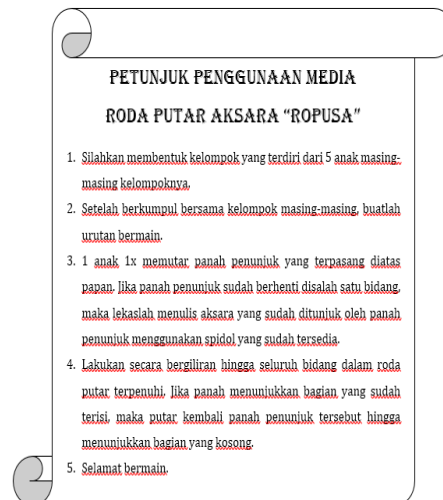 PETUNJUK PENGGUNAAN MEDIA
RODA PUTAR AKSARA “ROPUSA”
1. Silahkan membentuk kelompok yang terdiri dari 5 anak masing-
masing kelompoknya.
2. Setelah berkumpul bersama kelompok masing-masing, buatlah
urutan bermain.
3. 1 anak 1x memutar panah penunjuk yang terpasang diatas
papan. Jika panah penunjuk sudah berhenti disalah satu bidang,
maka lekaslah menulis aksara yang sudah ditunjuk oleh panah
penunjuk menggunakan spidol yang sudah tersedia.
4. Lakukan secara bergiliran hingga seluruh bidang dalam roda
putar terpenuhi. Jika panah menunjukkan bagian yang sudah
terisi, maka putar kembali panah penunjuk tersebut hingga
menunjukkan bagian yang kosong.
5. Selamat bermain.